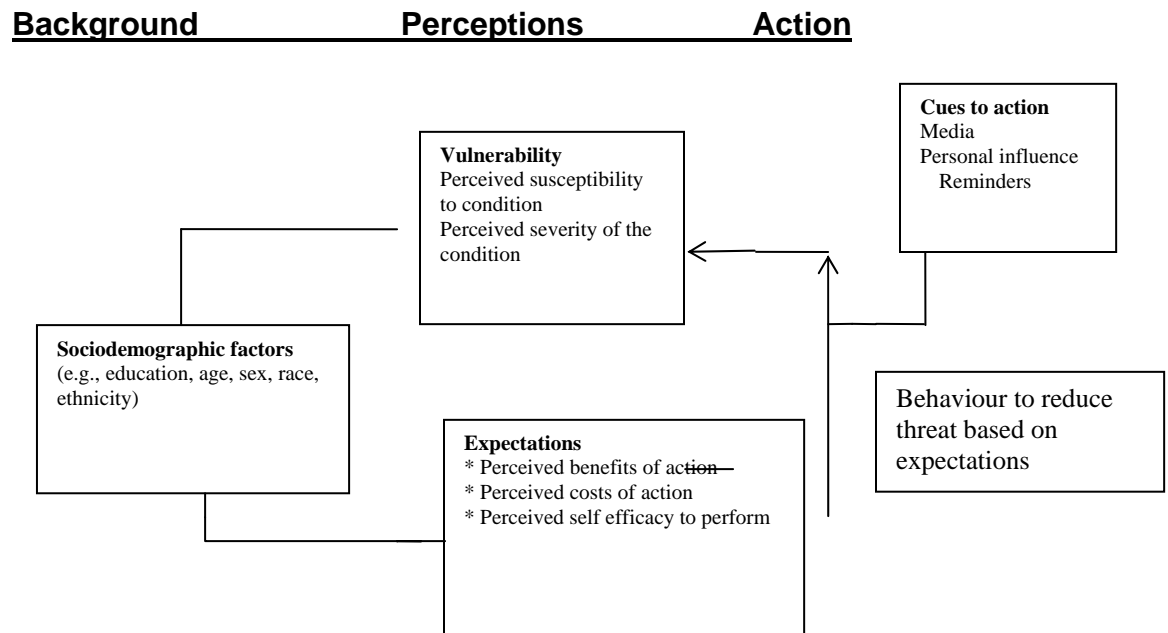 Background Perceptions Action
Cues to action
Media
Personal influence
Reminders
Vulnerability
Perceived susceptibility
to condition
Perceived severity of the
condition
Sociodemographic factors
(e.g., education, age, sex, race,
ethnicity)
Behaviour to reduce
threat based on
expectations
Expectations
* Perceived benefits of action
* Perceived costs of action
* Perceived self efficacy to perform